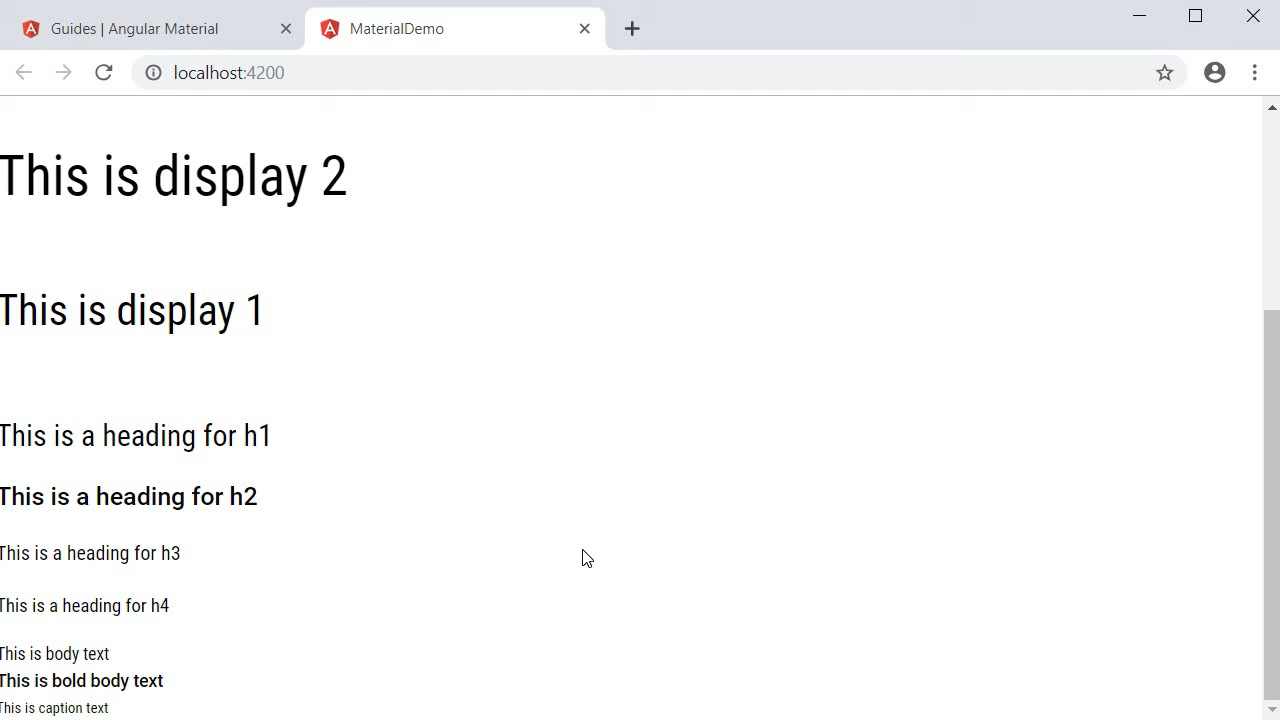 Guides | Angular Material
MaterialDemo
localhost:4200
This is display 2
This is display 1
This is a heading for h1
This is a heading for h2
This is a heading for h3
This is a heading for h4
This is body text
This is bold body text
This is caption text